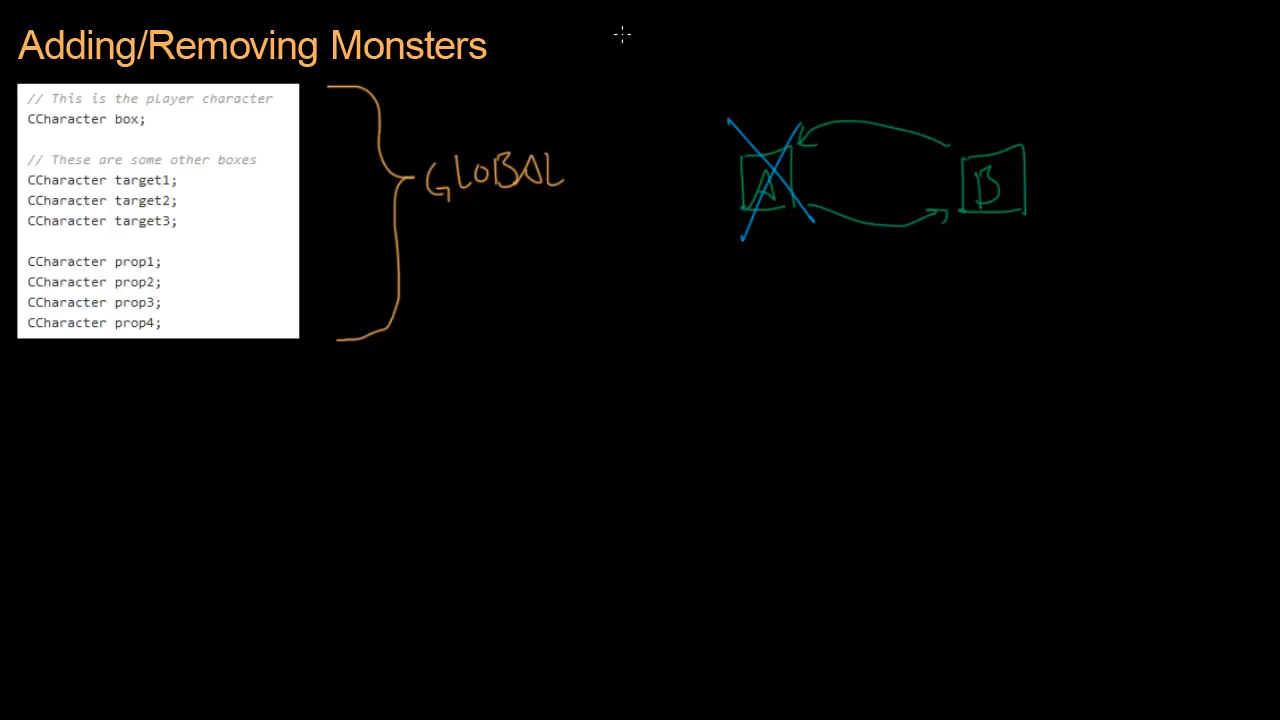 Adding/Removing Monsters
// This is the player character
CCharacter box;
// These are some other boxes
CCharacter target1;
CCharacter target2;
CCharacter target3;
CCharacter prop1;
CCharacter prop2;
CCharacter prop3;
CCharacter prop4;
GLOBAL
A
B